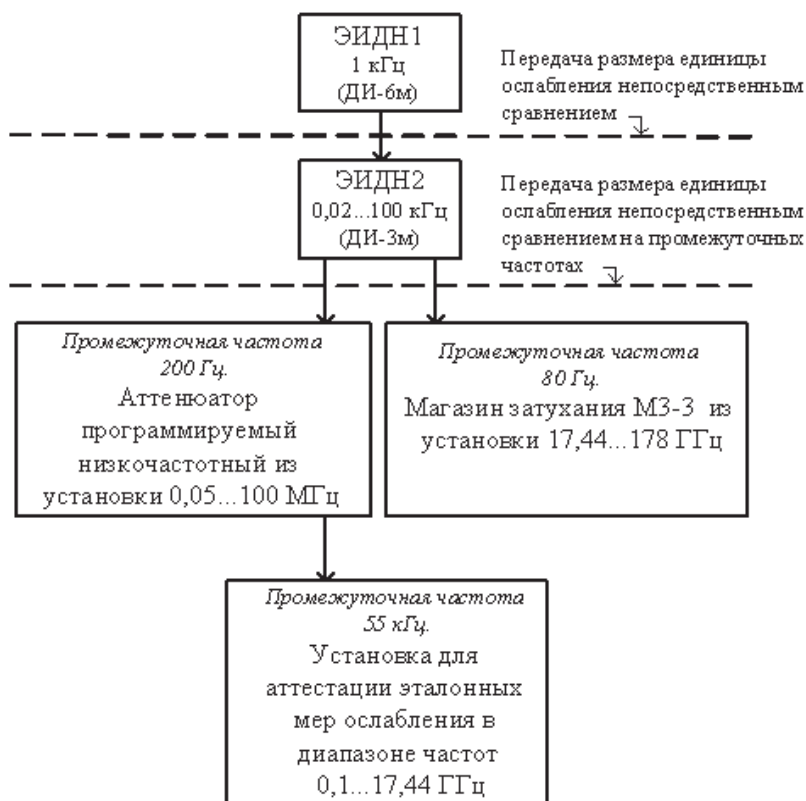 ЭИДН1
1 кГц
(ДИ-6м)
Передача размера единицы
ослабления непосредственным
сравнением
ЭИДН2
0,02...100 кГц
(ДИ-3м)
Передача размера единицы
ослабления непосредственным
сравнением на промежуточных
частотах
Промежуточная частота
200 Гц.
Аттенюатор
программируемый
низкочастотный из
установки 0,05...100 МГц
Промежуточная частота
80 Гц.
Магазин затухания МЗ-3 из
установки 17,44...178 ГГц
Промежуточная частота
55 кГц.
Установка для
аттестации эталонных
мер ослабления в
диапазоне частот
0,1...17,44 ГГц